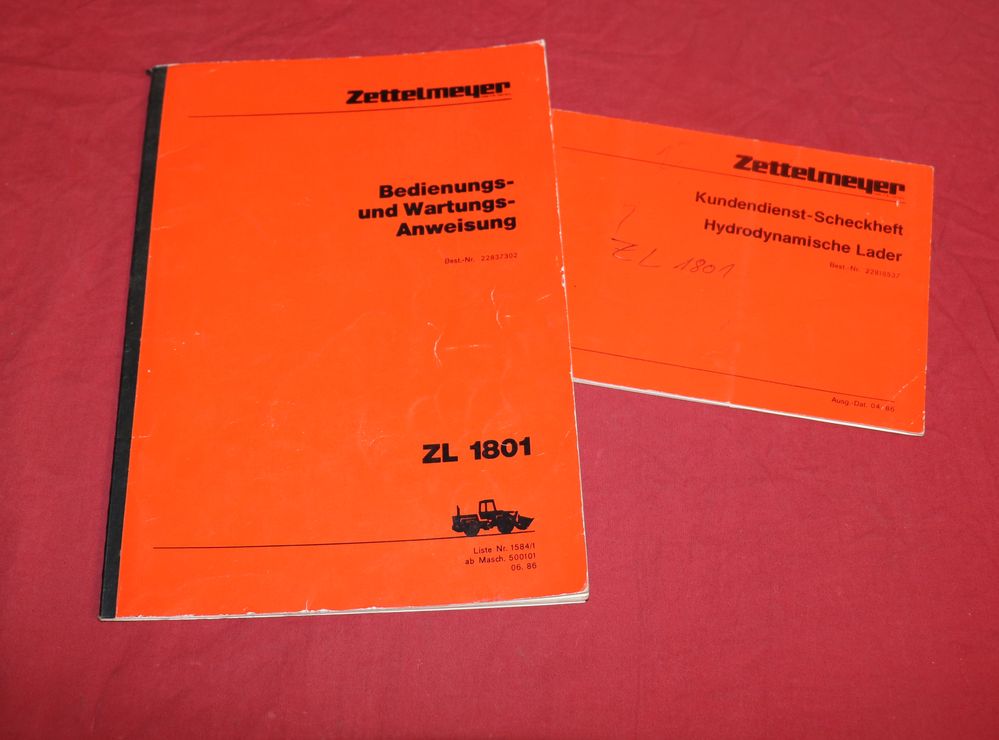 Zettelmeyer
Bedienungs-
und Wartungs-
Anweisung
Best.-Nr. 22837302
ZL 1801
Liste Nr. 1584/1
ab Masch. 500101
06. 86
Zettelmeyer
Kundendienst-Scheckheft
Hydrodynamische Lader
Best.-Nr. 22818537
ZL 1801
Ausg.-Dat. 04/86